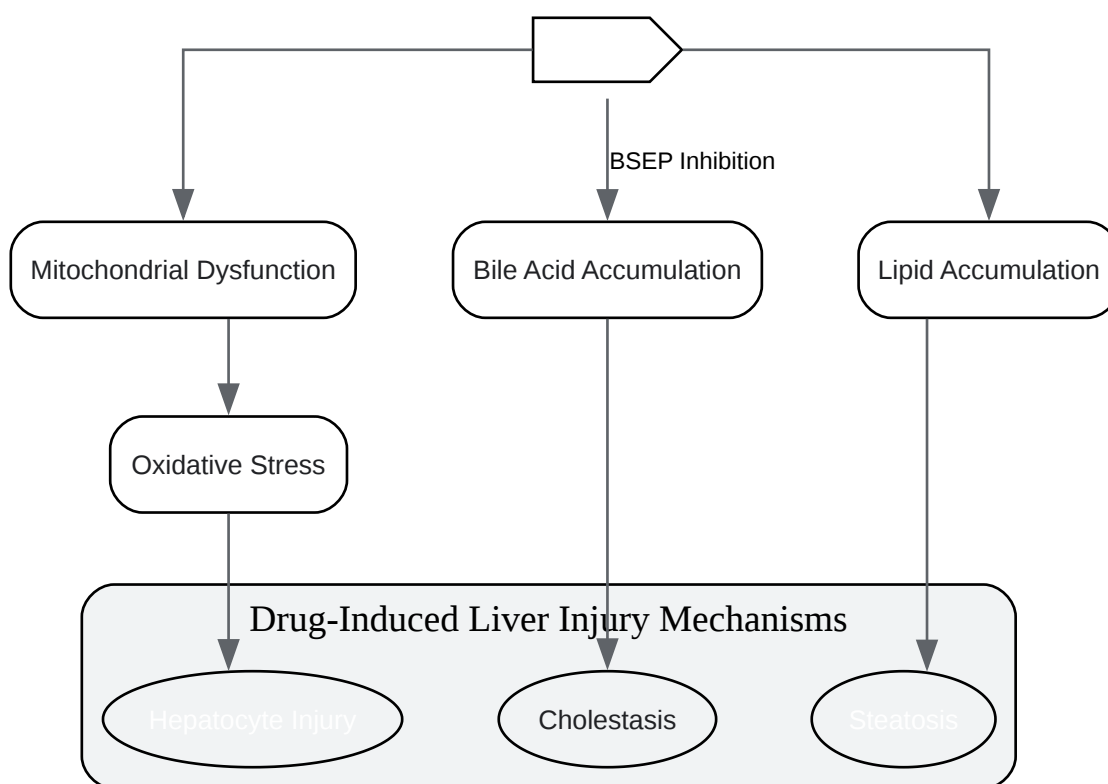 BSEP Inhibition
Mitochondrial Dysfunction
Bile Acid Accumulation
Lipid Accumulation
Oxidative Stress
Drug-Induced Liver Injury Mechanisms
Hepatocyte Injury
Cholestasis
Steatosis